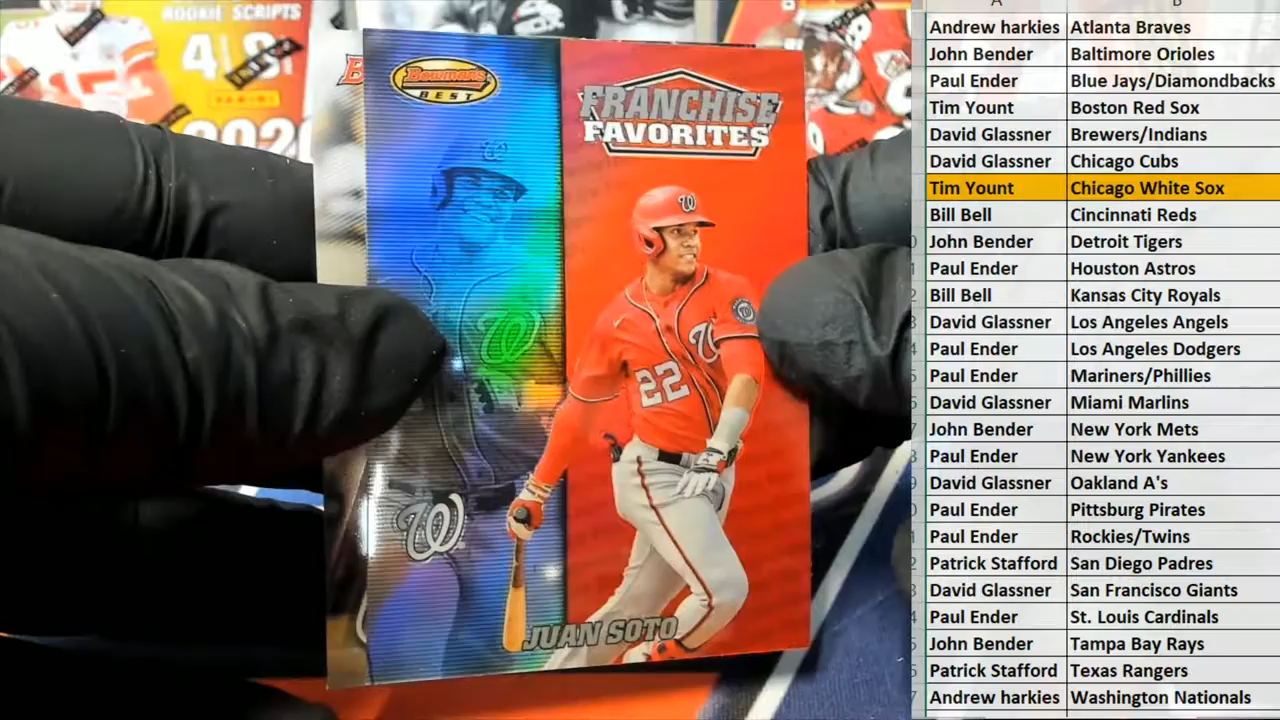 ROOKIE SCRIPTS
PANINI
Bowman's
BEST
FRANCHISE
FAVORITES
W
W
22
W
JUAN SOTO
A B
Andrew harkies Atlanta Braves
John Bender Baltimore Orioles
Paul Ender Blue Jays/Diamondbacks
Tim Yount Boston Red Sox
David Glassner Brewers/Indians
David Glassner Chicago Cubs
Tim Yount Chicago White Sox
Bill Bell Cincinnati Reds
John Bender Detroit Tigers
Paul Ender Houston Astros
Bill Bell Kansas City Royals
David Glassner Los Angeles Angels
Paul Ender Los Angeles Dodgers
Paul Ender Mariners/Phillies
David Glassner Miami Marlins
John Bender New York Mets
Paul Ender New York Yankees
David Glassner Oakland A's
Paul Ender Pittsburg Pirates
Paul Ender Rockies/Twins
Patrick Stafford San Diego Padres
David Glassner San Francisco Giants
Paul Ender St. Louis Cardinals
John Bender Tampa Bay Rays
Patrick Stafford Texas Rangers
Andrew harkies Washington Nationals